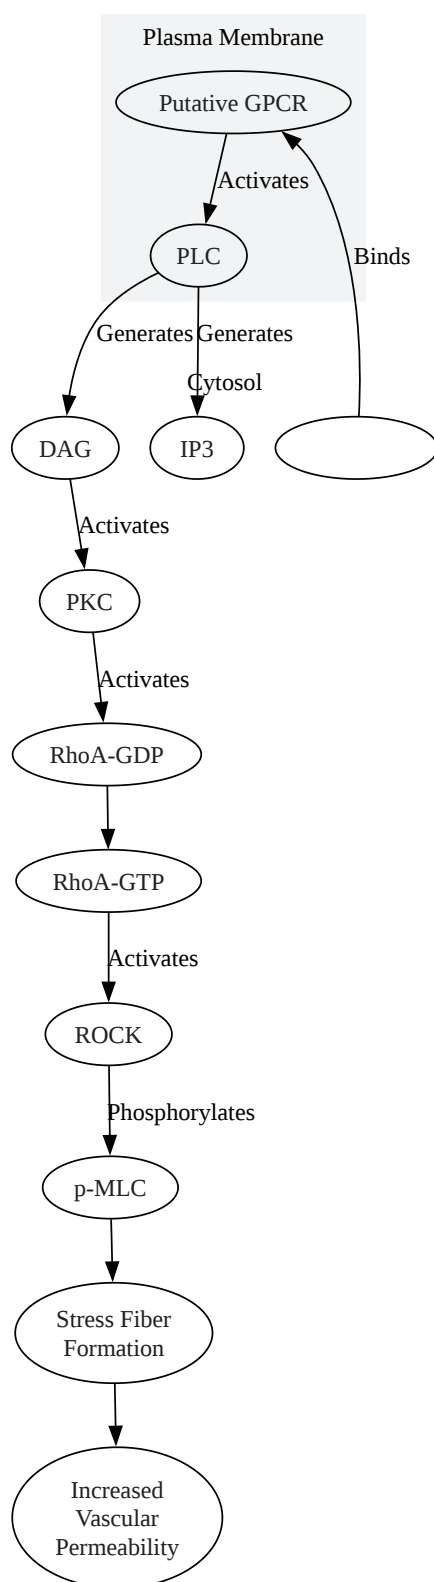 Plasma Membrane
Putative GPCR
Activates
PLC
Binds
Generates
Generates
Cytosol
DAG
IP3
Activates
PKC
Activates
RhoA-GDP
RhoA-GTP
Activates
ROCK
Phosphorylates
p-MLC
Stress Fiber
Formation
Increased
Vascular
Permeability